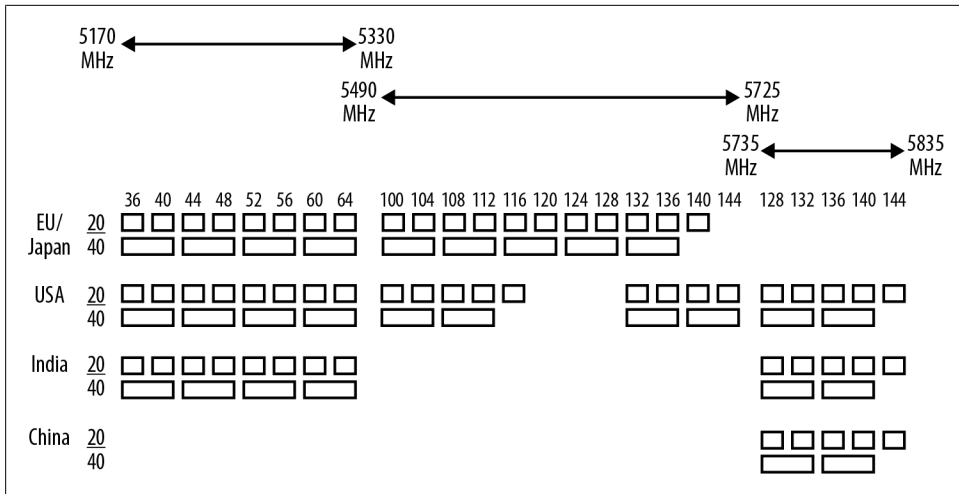 5170 MHz
5330 MHz
5490 MHz
5725 MHz
5735 MHz
5835 MHz
36 40 44 48 52 56 60 64 100 104 108 112 116 120 124 128 132 136 140 144 128 132 136 140 144
EU/ Japan 20 40
USA 20 40
India 20 40
China 20 40